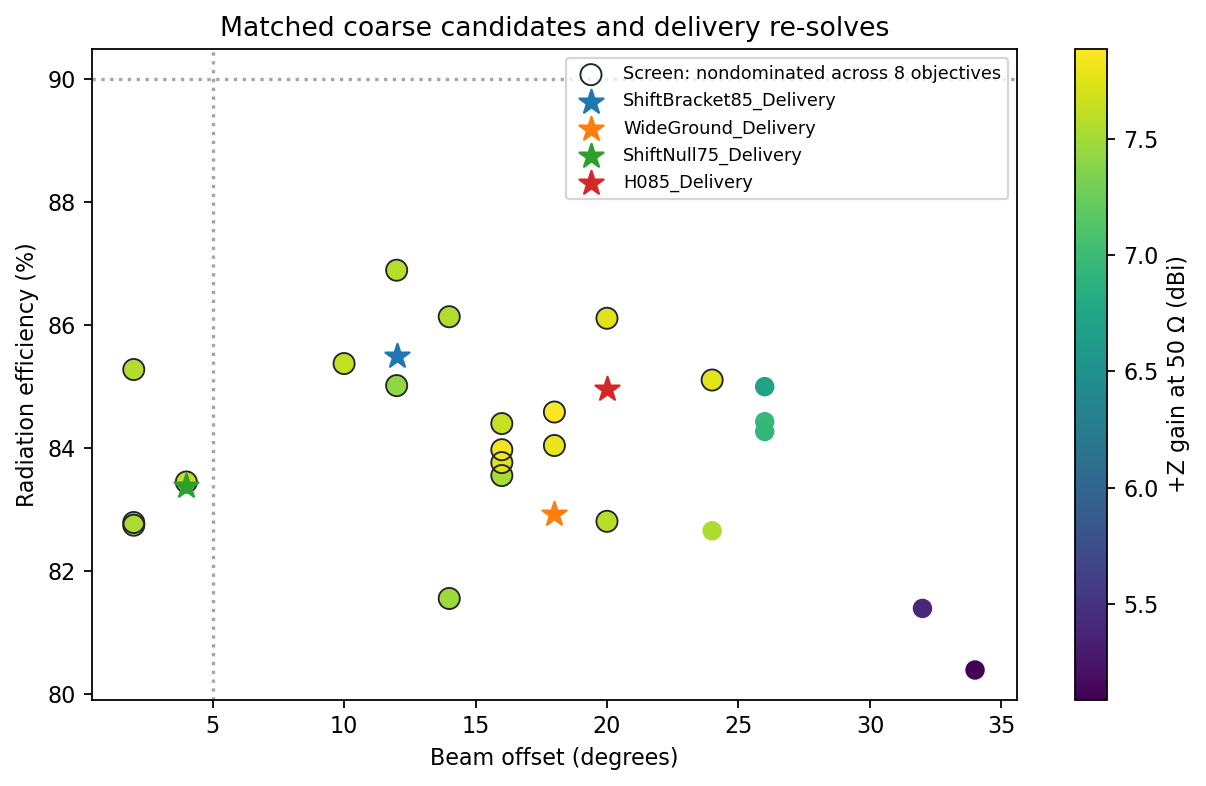 Matched coarse candidates and delivery re-solves
Screen: nondominated across 8 objectives
ShiftBracket85_Delivery
WideGround_Delivery
ShiftNull75_Delivery
H085_Delivery
Radiation efficiency (%)
90
88
86
84
82
80
5
10
15
20
25
30
35
Beam offset (degrees)
7.5
7.0
6.5
6.0
5.5
+Z gain at 50 Ω (dBi)